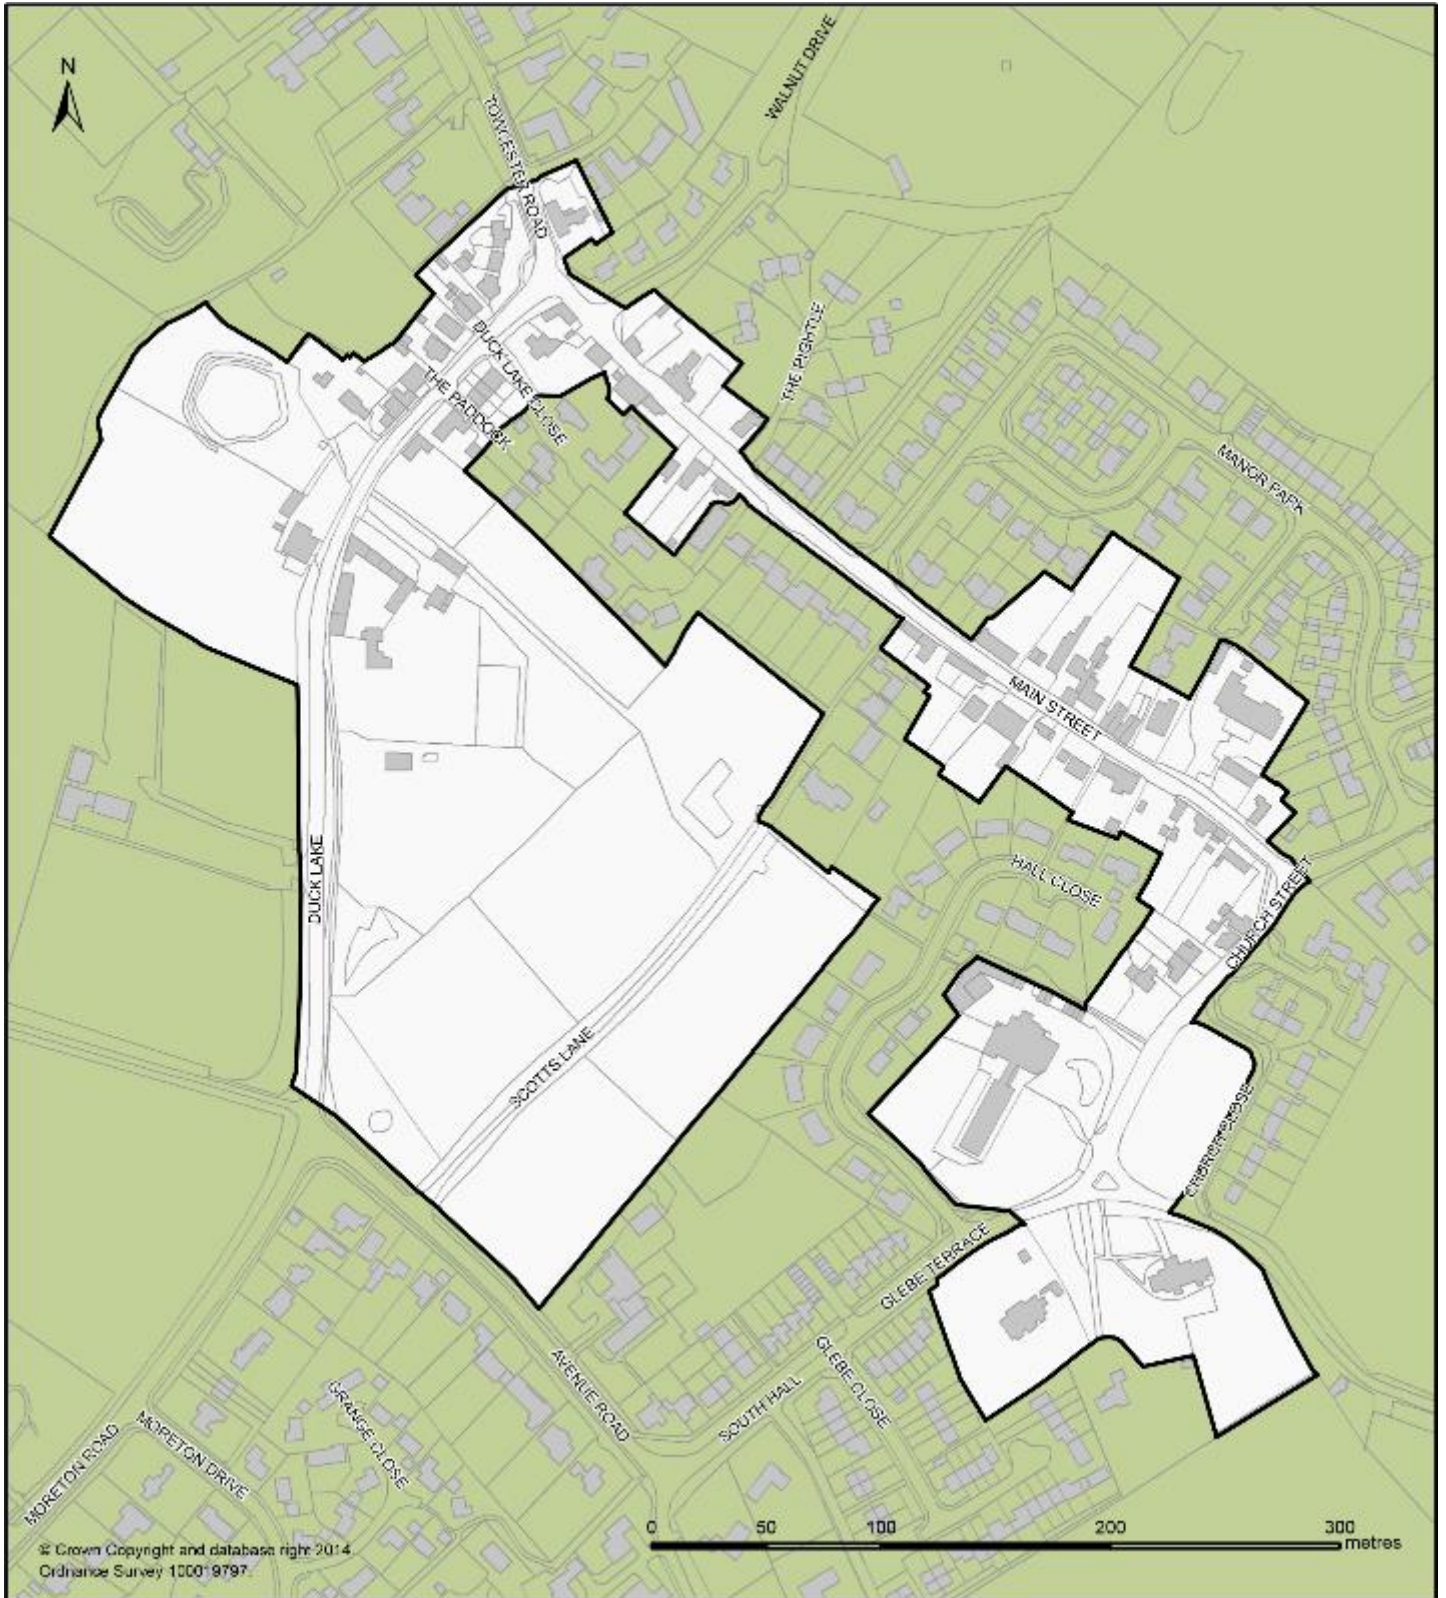 N
WALNUT DRIVE
TOWCESTER ROAD
DUCK LAKE CLOSE
THE PADDOCK
THE PIGHTLE
MANOR PARK
MAIN STREET
DUCK LAKE
HALL CLOSE
CHURCH STREET
SCOTTS LANE
CHURCH CLOSE
GLEBE TERRACE
GLEBE CLOSE
SOUTH HALL
AVENUE ROAD
GRANGE CLOSE
MORETON DRIVE
MORETON ROAD
0 50 100 200 300
metres
© Crown Copyright and database right 2014.
Ordnance Survey 100019797.